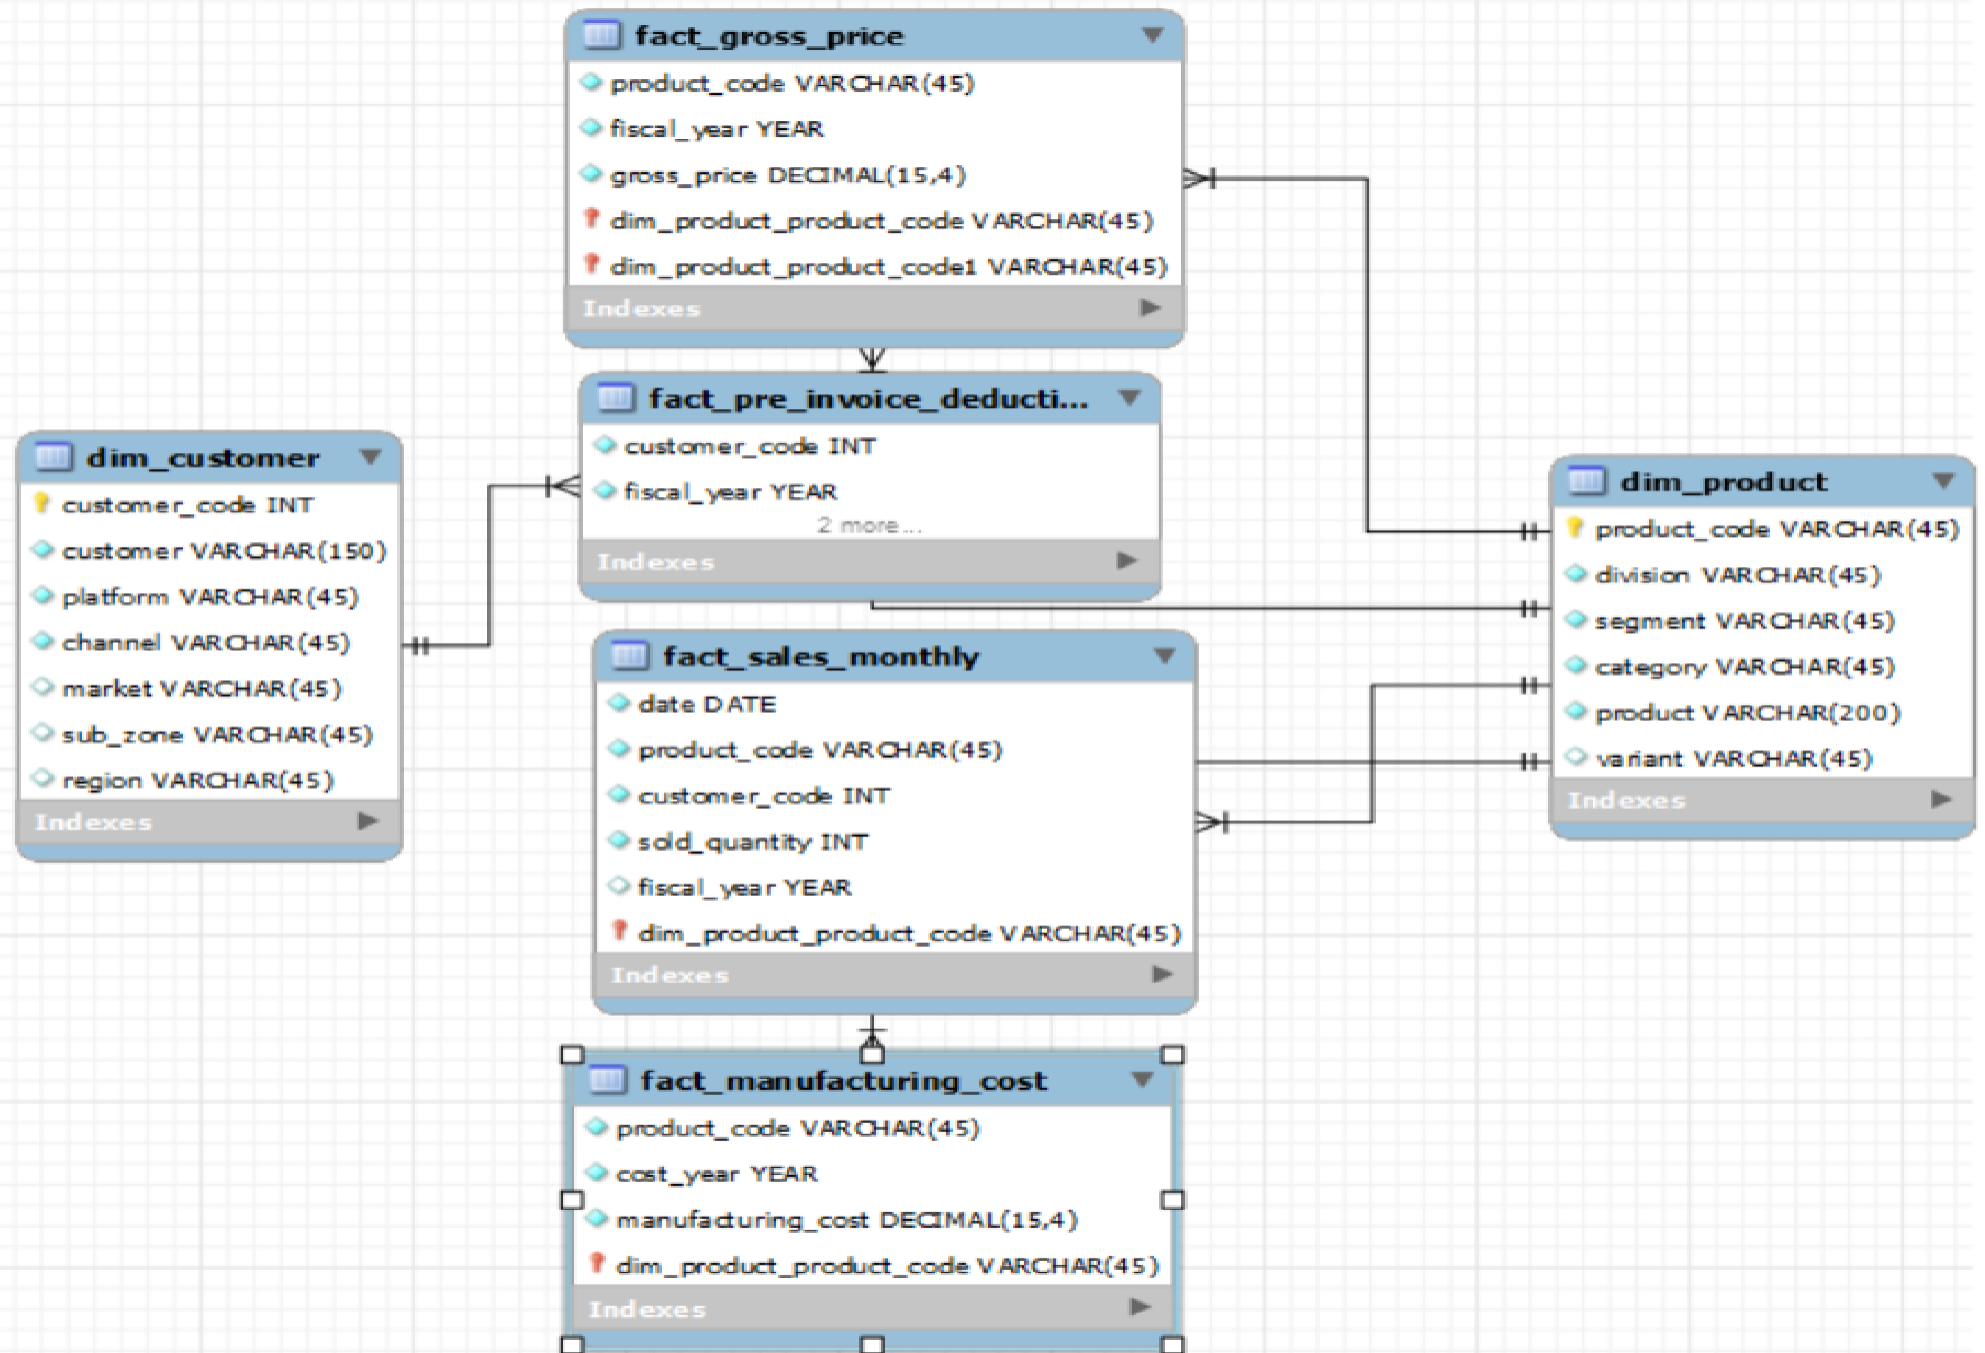 fact_gross_price
product_code VARCHAR(45)
fiscal_year YEAR
gross_price DECIMAL(15,4)
dim_product_product_code VARCHAR(45)
dim_product_product_code1 VARCHAR(45)
Indexes
fact_pre_invoice_deducti...
customer_code INT
fiscal_year YEAR
2 more...
Indexes
dim_customer
customer_code INT
customer VARCHAR(150)
platform VARCHAR(45)
channel VARCHAR(45)
market VARCHAR(45)
sub_zone VARCHAR(45)
region VARCHAR(45)
Indexes
dim_product
product_code VARCHAR(45)
division VARCHAR(45)
segment VARCHAR(45)
category VARCHAR(45)
product VARCHAR(200)
variant VARCHAR(45)
Indexes
fact_sales_monthly
date DATE
product_code VARCHAR(45)
customer_code INT
sold_quantity INT
fiscal_year YEAR
dim_product_product_code VARCHAR(45)
Indexes
fact_manufacturing_cost
product_code VARCHAR(45)
cost_year YEAR
manufacturing_cost DECIMAL(15,4)
dim_product_product_code VARCHAR(45)
Indexes